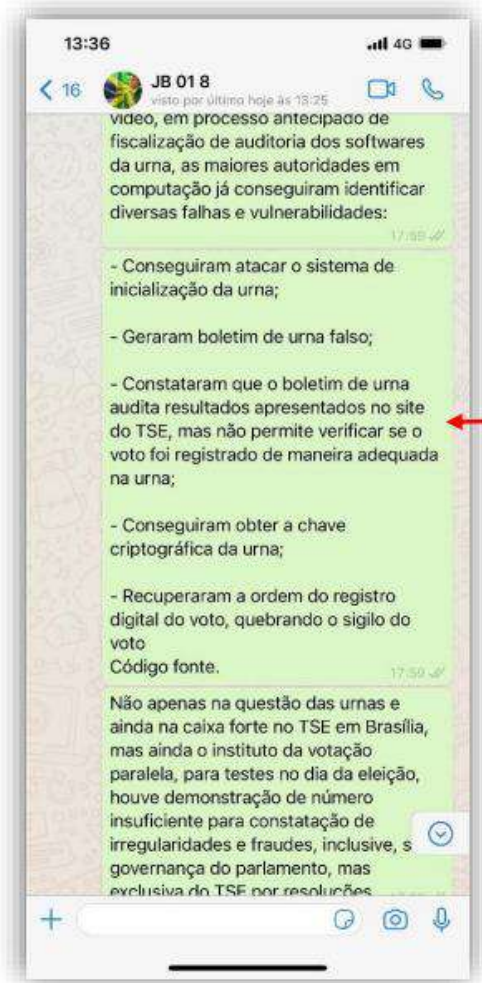 13:36
4G
16
JB 01 8
visto por último hoje às 13:25
vídeo, em processo antecipado de
fiscalização de auditoria dos softwares
da urna, as maiores autoridades em
computação já conseguiram identificar
diversas falhas e vulnerabilidades:
17:59
- Conseguiram atacar o sistema de
inicialização da urna;
- Geraram boletim de urna falso;
- Constataram que o boletim de urna
audita resultados apresentados no site
do TSE, mas não permite verificar se o
voto foi registrado de maneira adequada
na urna;
- Conseguiram obter a chave
criptográfica da urna;
- Recuperaram a ordem do registro
digital do voto, quebrando o sigilo do
voto
Código fonte.
17:59
Não apenas na questão das urnas e
ainda na caixa forte no TSE em Brasília,
mas ainda o instituto da votação
paralela, para testes no dia da eleição,
houve demonstração de número
insuficiente para constatação de
irregularidades e fraudes, inclusive, s
governança do parlamento, mas
exclusiva do TSE por resoluções